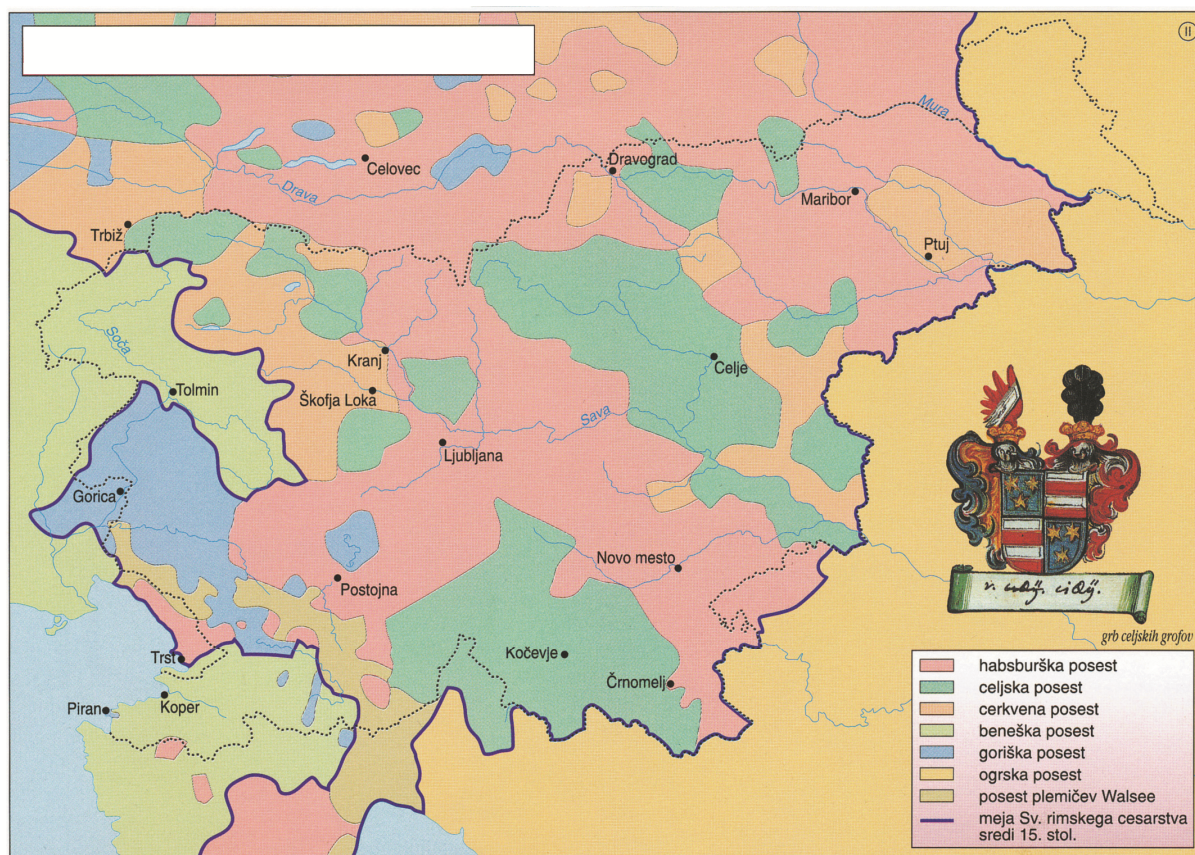 II
Mura
Dravograd
Celovec
Drava
Maribor
Trbiž
Ptuj
Soča
Kranj
Celje
Tolmin
Škofja Loka
Sava
Ljubljana
Gorica
Novo mesto
Postojna
Kočevje
Trst
Črnomelj
Koper
Piran
grb celjskih grofov
habsburška posest
celjska posest
cerkvena posest
beneška posest
goriška posest
ogrska posest
posest plemičev Walsee
meja Sv. rimskega cesarstva
sredi 15. stol.